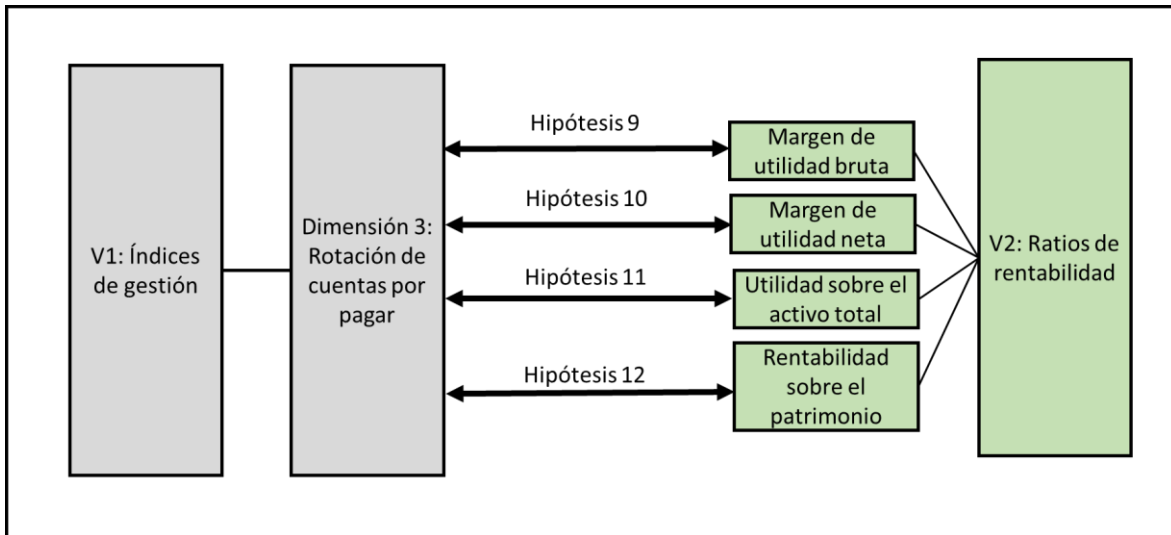 V1: Índices
de gestión
Dimensión 3:
Rotación de
cuentas por
pagar
Hipótesis 9
Hipótesis 10
Hipótesis 11
Hipótesis 12
Margen de
utilidad bruta
Margen de
utilidad neta
Utilidad sobre el
activo total
Rentabilidad
sobre el
patrimonio
V2: Ratios de
rentabilidad